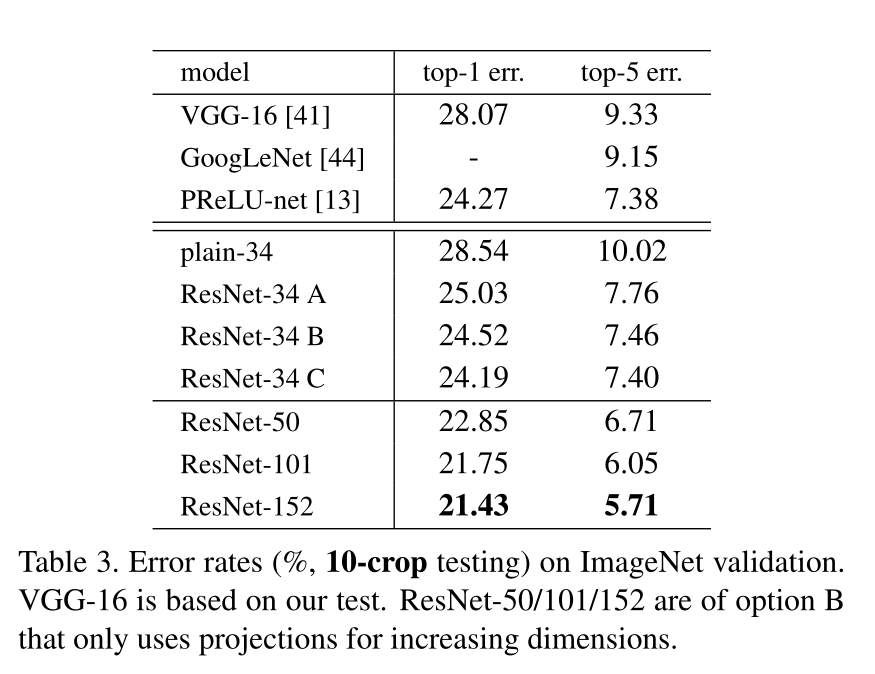 model top-1 err. top-5 err.
VGG-16 [41] 28.07 9.33
GoogLeNet [44] - 9.15
PReLU-net [13] 24.27 7.38
plain-34 28.54 10.02
ResNet-34 A 25.03 7.76
ResNet-34 B 24.52 7.46
ResNet-34 C 24.19 7.40
ResNet-50 22.85 6.71
ResNet-101 21.75 6.05
ResNet-152 21.43 5.71
Table 3. Error rates (%, 10-crop testing) on ImageNet validation.
VGG-16 is based on our test. ResNet-50/101/152 are of option B
that only uses projections for increasing dimensions.